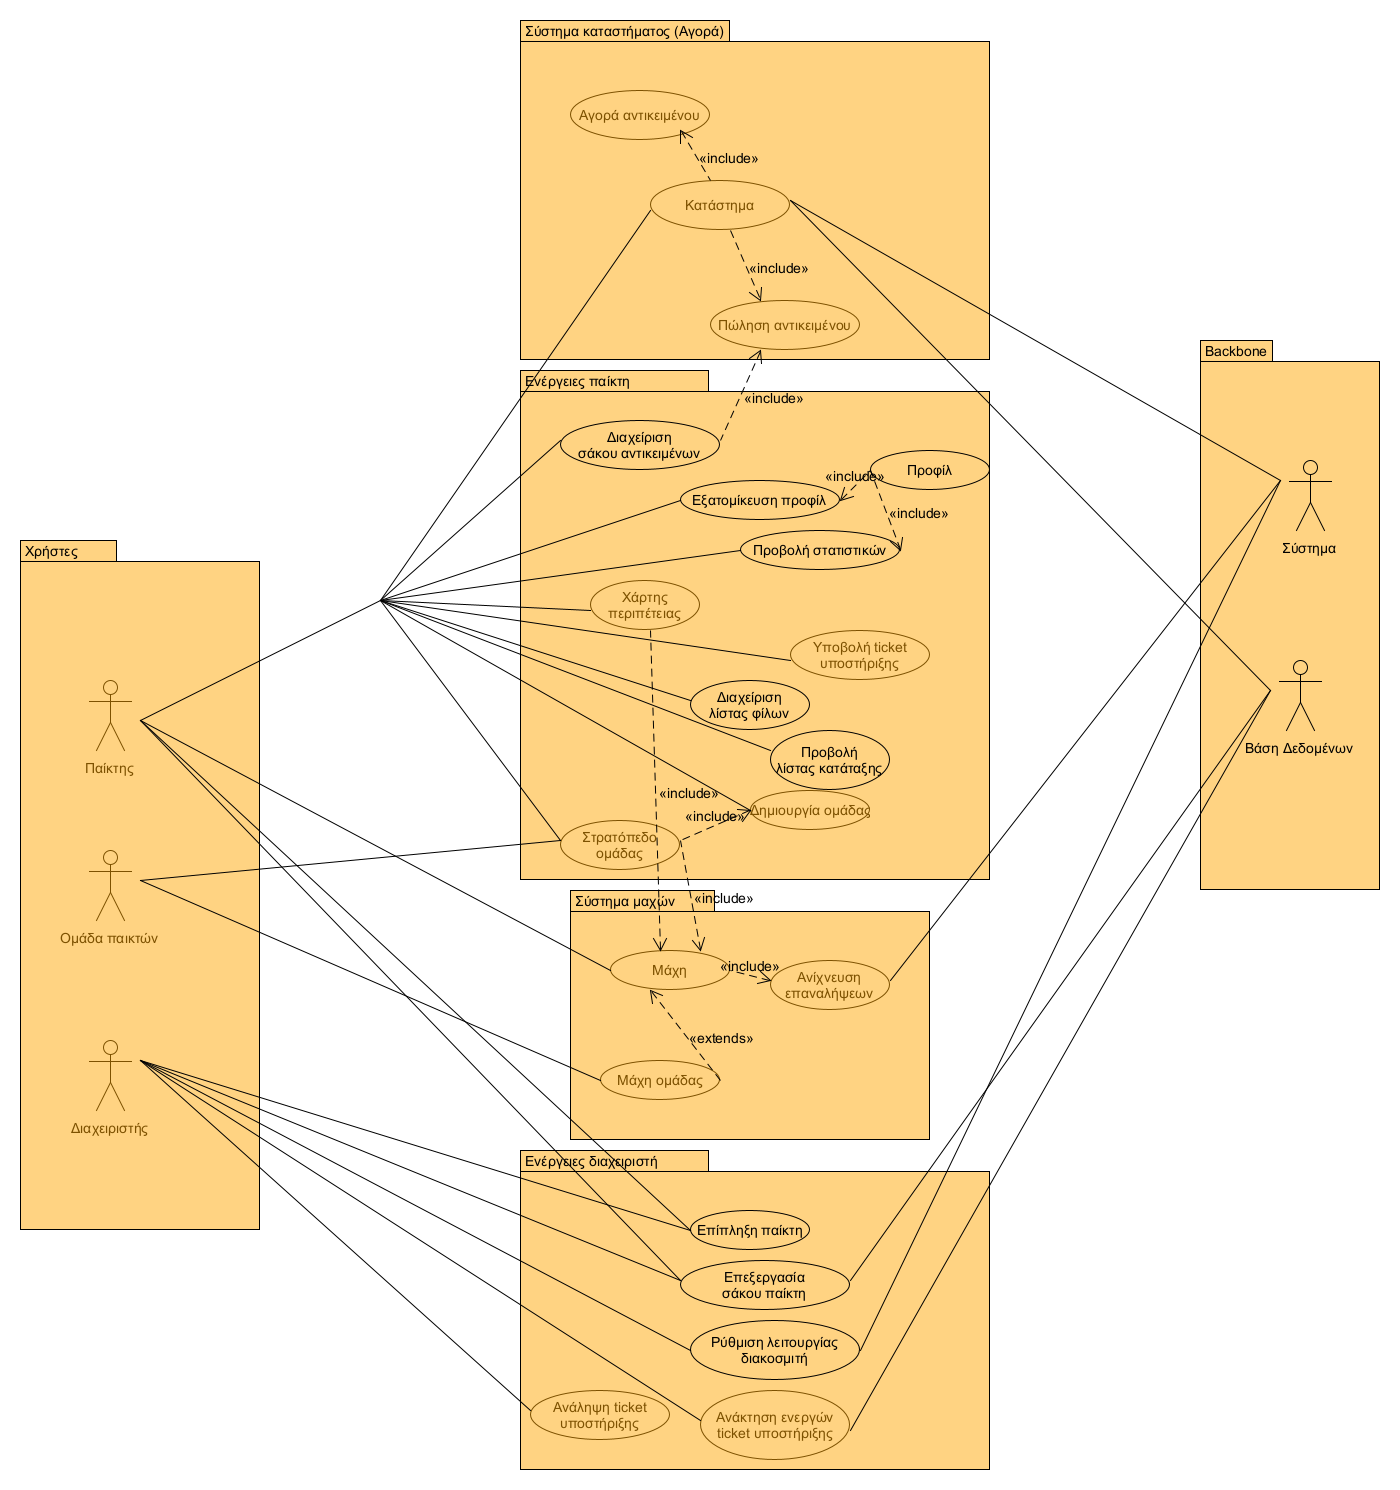 Σύστημα καταστήματος (Αγορά)
Αγορά αντικειμένου
«include»
Κατάστημα
«include»
Πώληση αντικειμένου
Ενέργειες παίκτη
«include»
Διαχείριση
σάκου αντικειμένων
Προφίλ
«include»
Εξατομίκευση προφίλ
«include»
Προβολή στατιστικών
Χάρτης
περιπέτειας
Υποβολή ticket
υποστήριξης
Διαχείριση
λίστας φίλων
Προβολή
λίστας κατάταξης
«include»
«include»
Δημιουργία ομάδας
Στρατόπεδο
ομάδας
Σύστημα μαχών
«include»
Μάχη
«include»
Ανίχνευση
επαναλήψεων
«extends»
Μάχη ομάδας
Ενέργειες διαχειριστή
Επίπληξη παίκτη
Επεξεργασία
σάκου παίκτη
Ρύθμιση λειτουργίας
διακοσμιτή
Ανάληψη ticket
υποστήριξης
Ανάκτηση ενεργών
ticket υποστήριξης
Χρήστες
Παίκτης
Ομάδα παικτών
Διαχειριστής
Backbone
Σύστημα
Βάση Δεδομένων